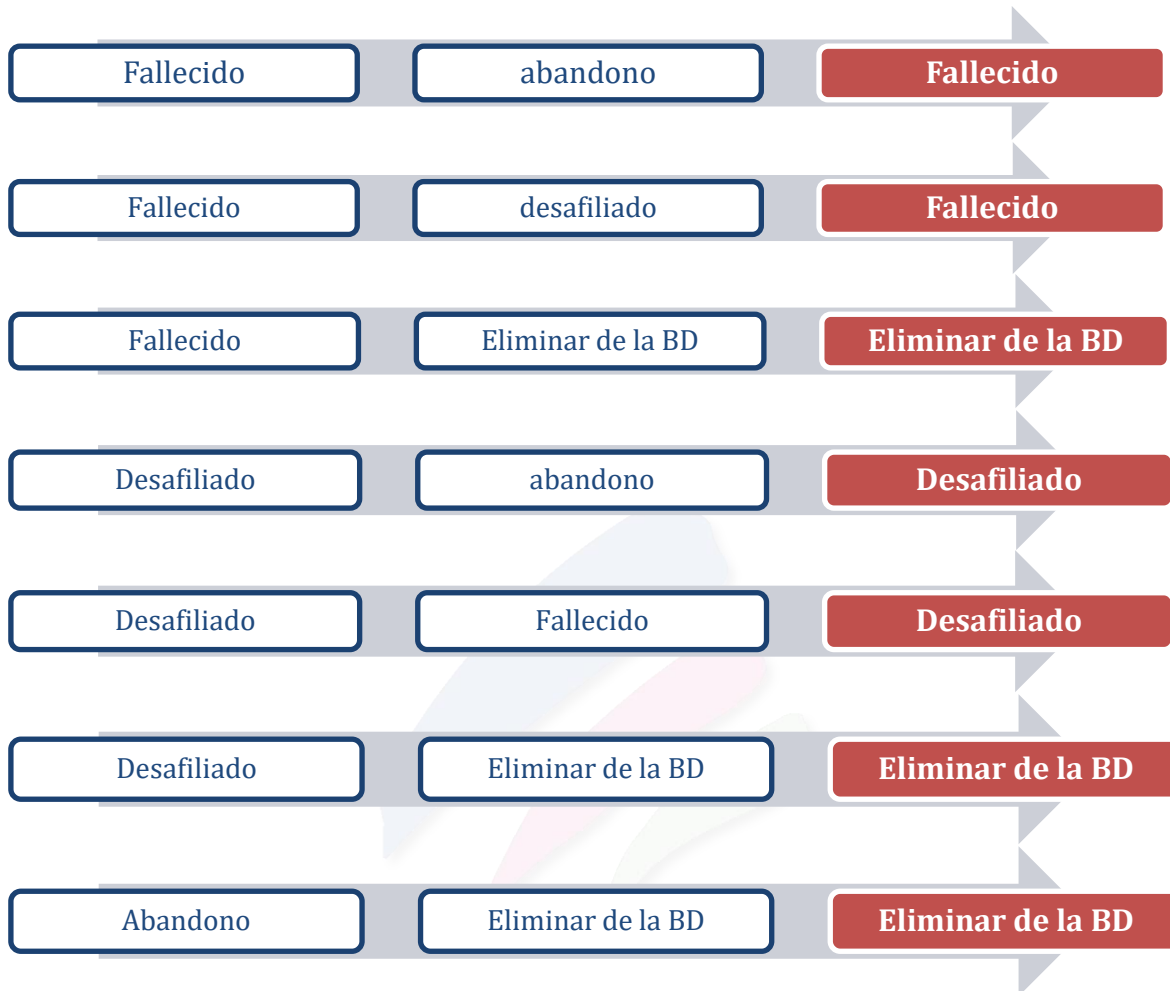 Fallecido abandono Fallecido
Fallecido desafiliado Fallecido
Fallecido Eliminar de la BD Eliminar de la BD
Desafiliado abandono Desafiliado
Desafiliado Fallecido Desafiliado
Desafiliado Eliminar de la BD Eliminar de la BD
Abandono Eliminar de la BD Eliminar de la BD